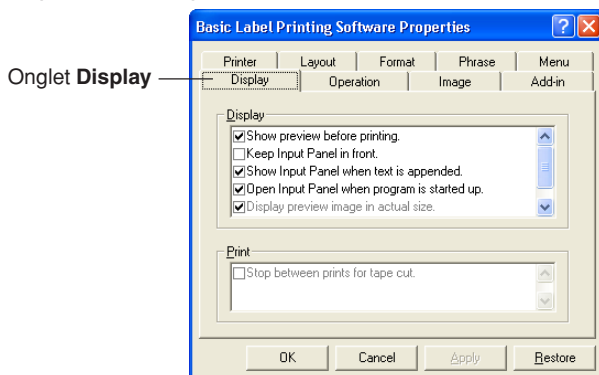 Basic Label Printing Software Properties
Printer Layout Format Phrase Menu
Onglet Display
Display Operation Image Add-in
Display
Show preview before printing.
Keep Input Panel in front.
Show Input Panel when text is appended.
Open Input Panel when program is started up.
Display preview image in actual size.
Print
Stop between prints for tape cut.
OK Cancel Apply Restore